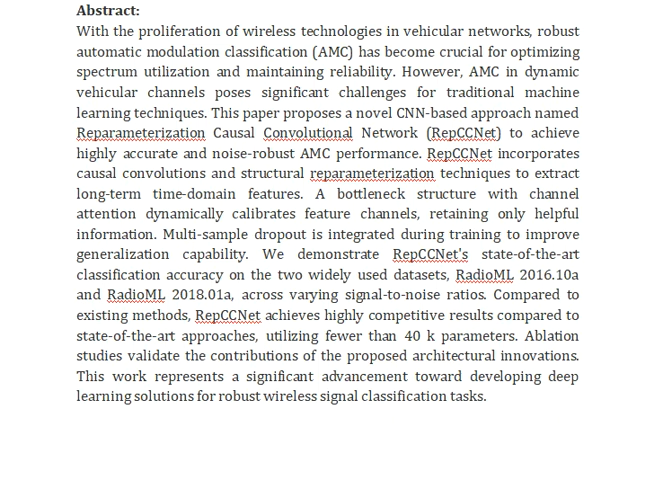 Abstract:
With the proliferation of wireless technologies in vehicular networks, robust
automatic modulation classification (AMC) has become crucial for optimizing
spectrum utilization and maintaining reliability. However, AMC in dynamic
vehicular channels poses significant challenges for traditional machine
learning techniques. This paper proposes a novel CNN-based approach named
Reparameterization Causal Convolutional Network (RepCCNet) to achieve
highly accurate and noise-robust AMC performance. RepCCNet incorporates
causal convolutions and structural reparameterization techniques to extract
long-term time-domain features. A bottleneck structure with channel
attention dynamically calibrates feature channels, retaining only helpful
information. Multi-sample dropout is integrated during training to improve
generalization capability. We demonstrate RepCCNet's state-of-the-art
classification accuracy on the two widely used datasets, RadioML 2016.10a
and RadioML 2018.01a, across varying signal-to-noise ratios. Compared to
existing methods, RepCCNet achieves highly competitive results compared to
state-of-the-art approaches, utilizing fewer than 40 k parameters. Ablation
studies validate the contributions of the proposed architectural innovations.
This work represents a significant advancement toward developing deep
learning solutions for robust wireless signal classification tasks.